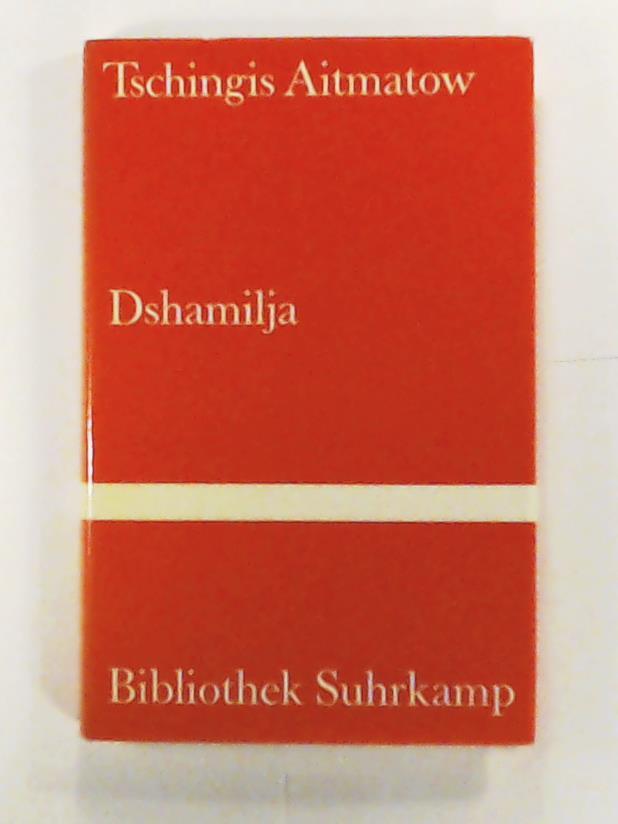 Tschingis Aitmatow
Dshamilja
Bibliothek Suhrkamp